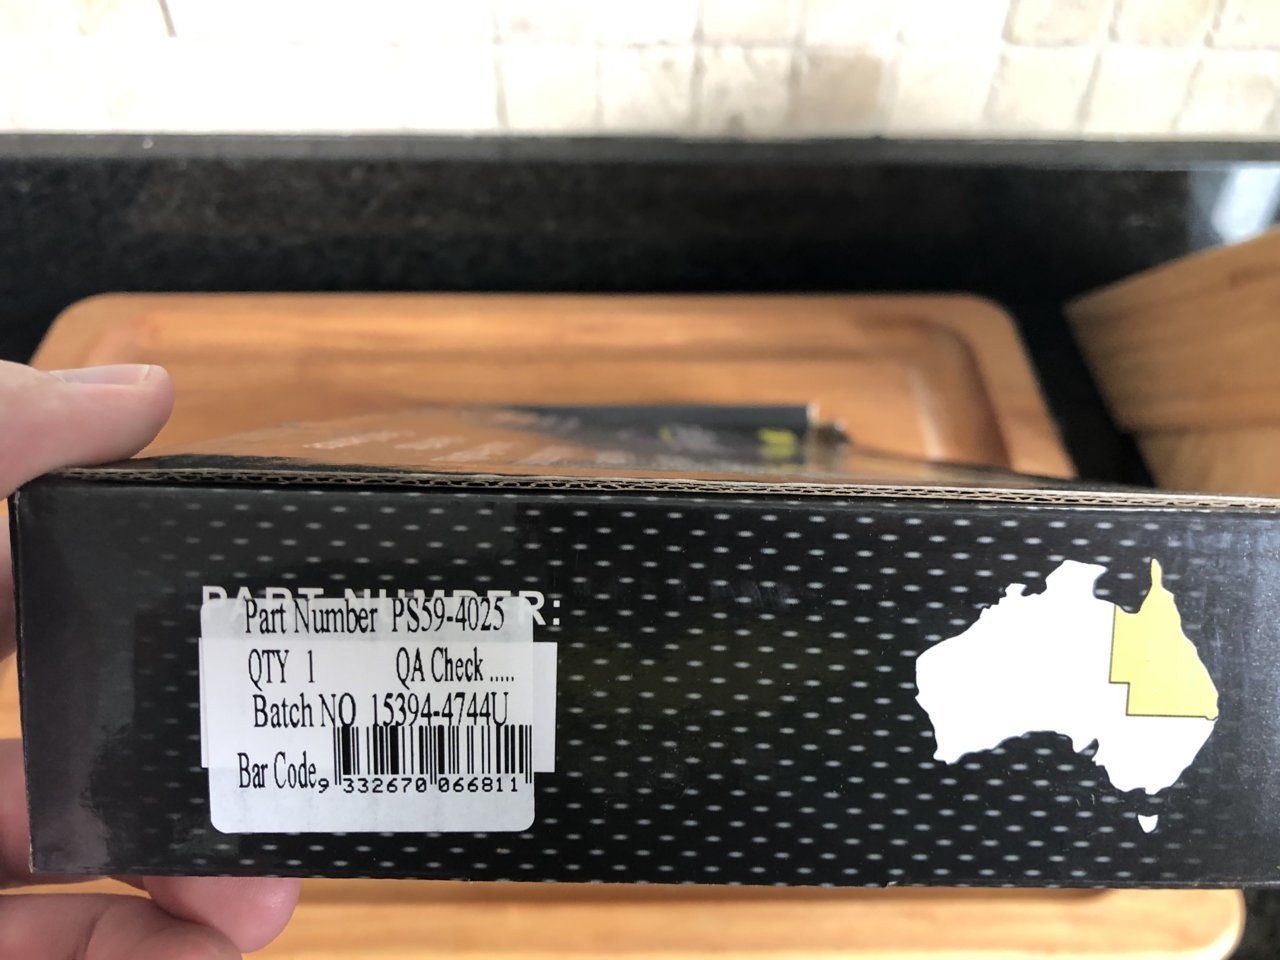 PART NUMBER:
Part Number PS59-4025
QTY 1 QA Check .....
Batch NO 15394-4744U
Bar Code 9 332670 066811